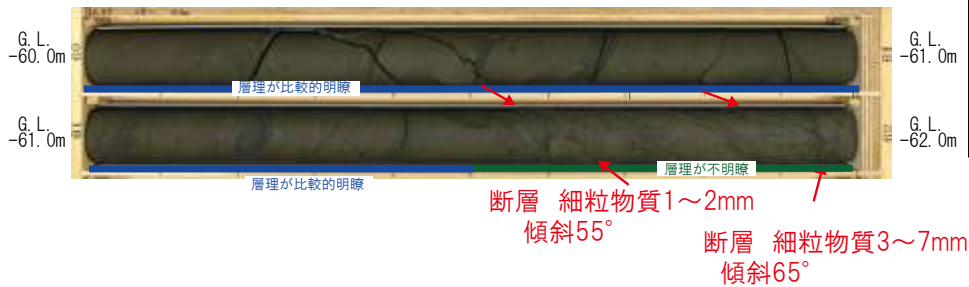 G.L.
-60.0m
G.L.
-61.0m
層理が比較的明瞭
G.L.
-61.0m
G.L.
-62.0m
層理が不明瞭
層理が比較的明瞭
断層 細粒物質1～2mm
傾斜55°
断層 細粒物質3～7mm
傾斜65°